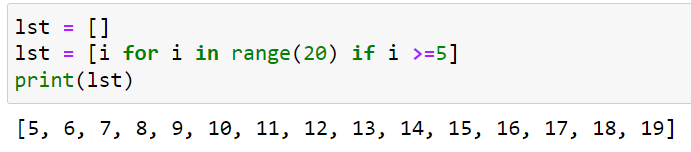 lst = []
lst = [i for i in range(20) if i >=5]
print(lst)
[5, 6, 7, 8, 9, 10, 11, 12, 13, 14, 15, 16, 17, 18, 19]